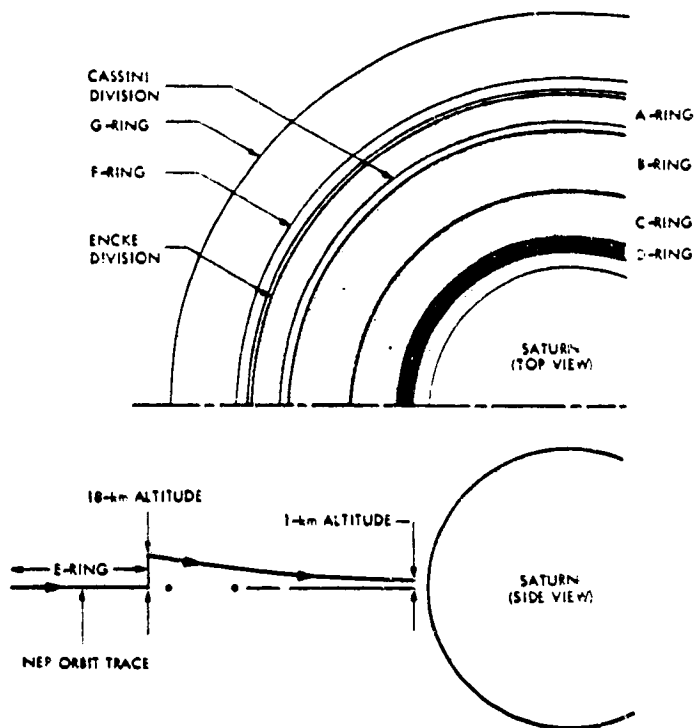 CASSINI
DIVISION
G-RING
F-RING
ENCKE
DIVISION
A-RING
B-RING
C-RING
D-RING
SATURN
(TOP VIEW)
18-km ALTITUDE
1-km ALTITUDE
E-RING
SATURN
(SIDE VIEW)
NEP ORBIT TRACE